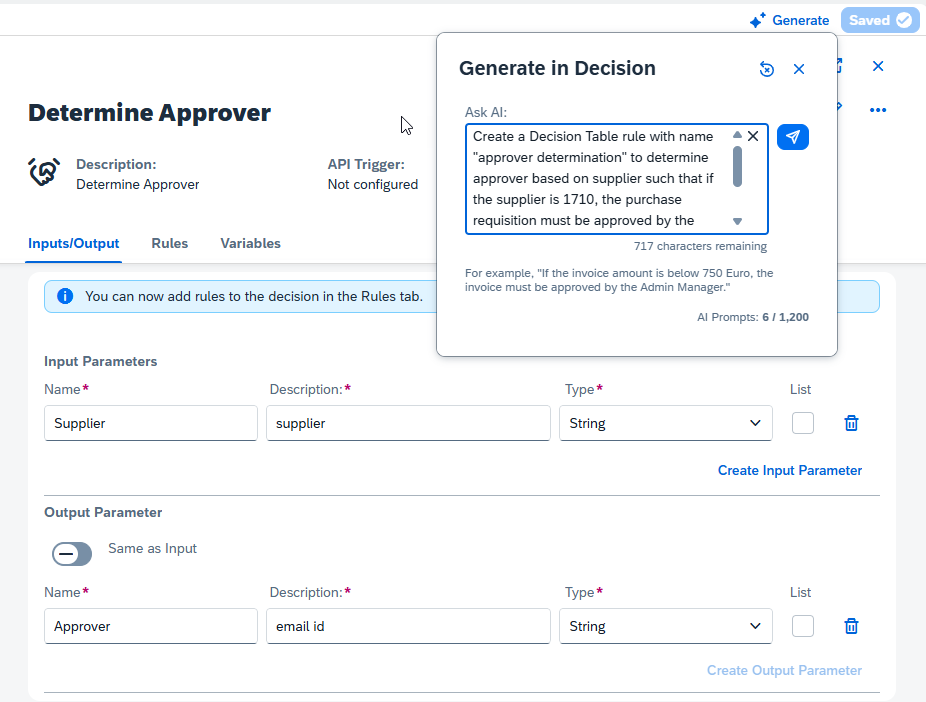 Generate
Saved
Generate in Decision
Ask AI:
Create a Decision Table rule with name
"approver determination" to determine
approver based on supplier such that if
the supplier is 1710, the purchase
requisition must be approved by the
717 characters remaining
For example, "If the invoice amount is below 750 Euro, the
invoice must be approved by the Admin Manager."
AI Prompts: 6 / 1,200
Determine Approver
Description:
Determine Approver
API Trigger:
Not configured
Inputs/Output
Rules
Variables
You can now add rules to the decision in the Rules tab.
Input Parameters
Name* Description:* Type* List
Supplier supplier String
Create Input Parameter
Output Parameter
Same as Input
Name* Description:* Type* List
Approver email id String
Create Output Parameter